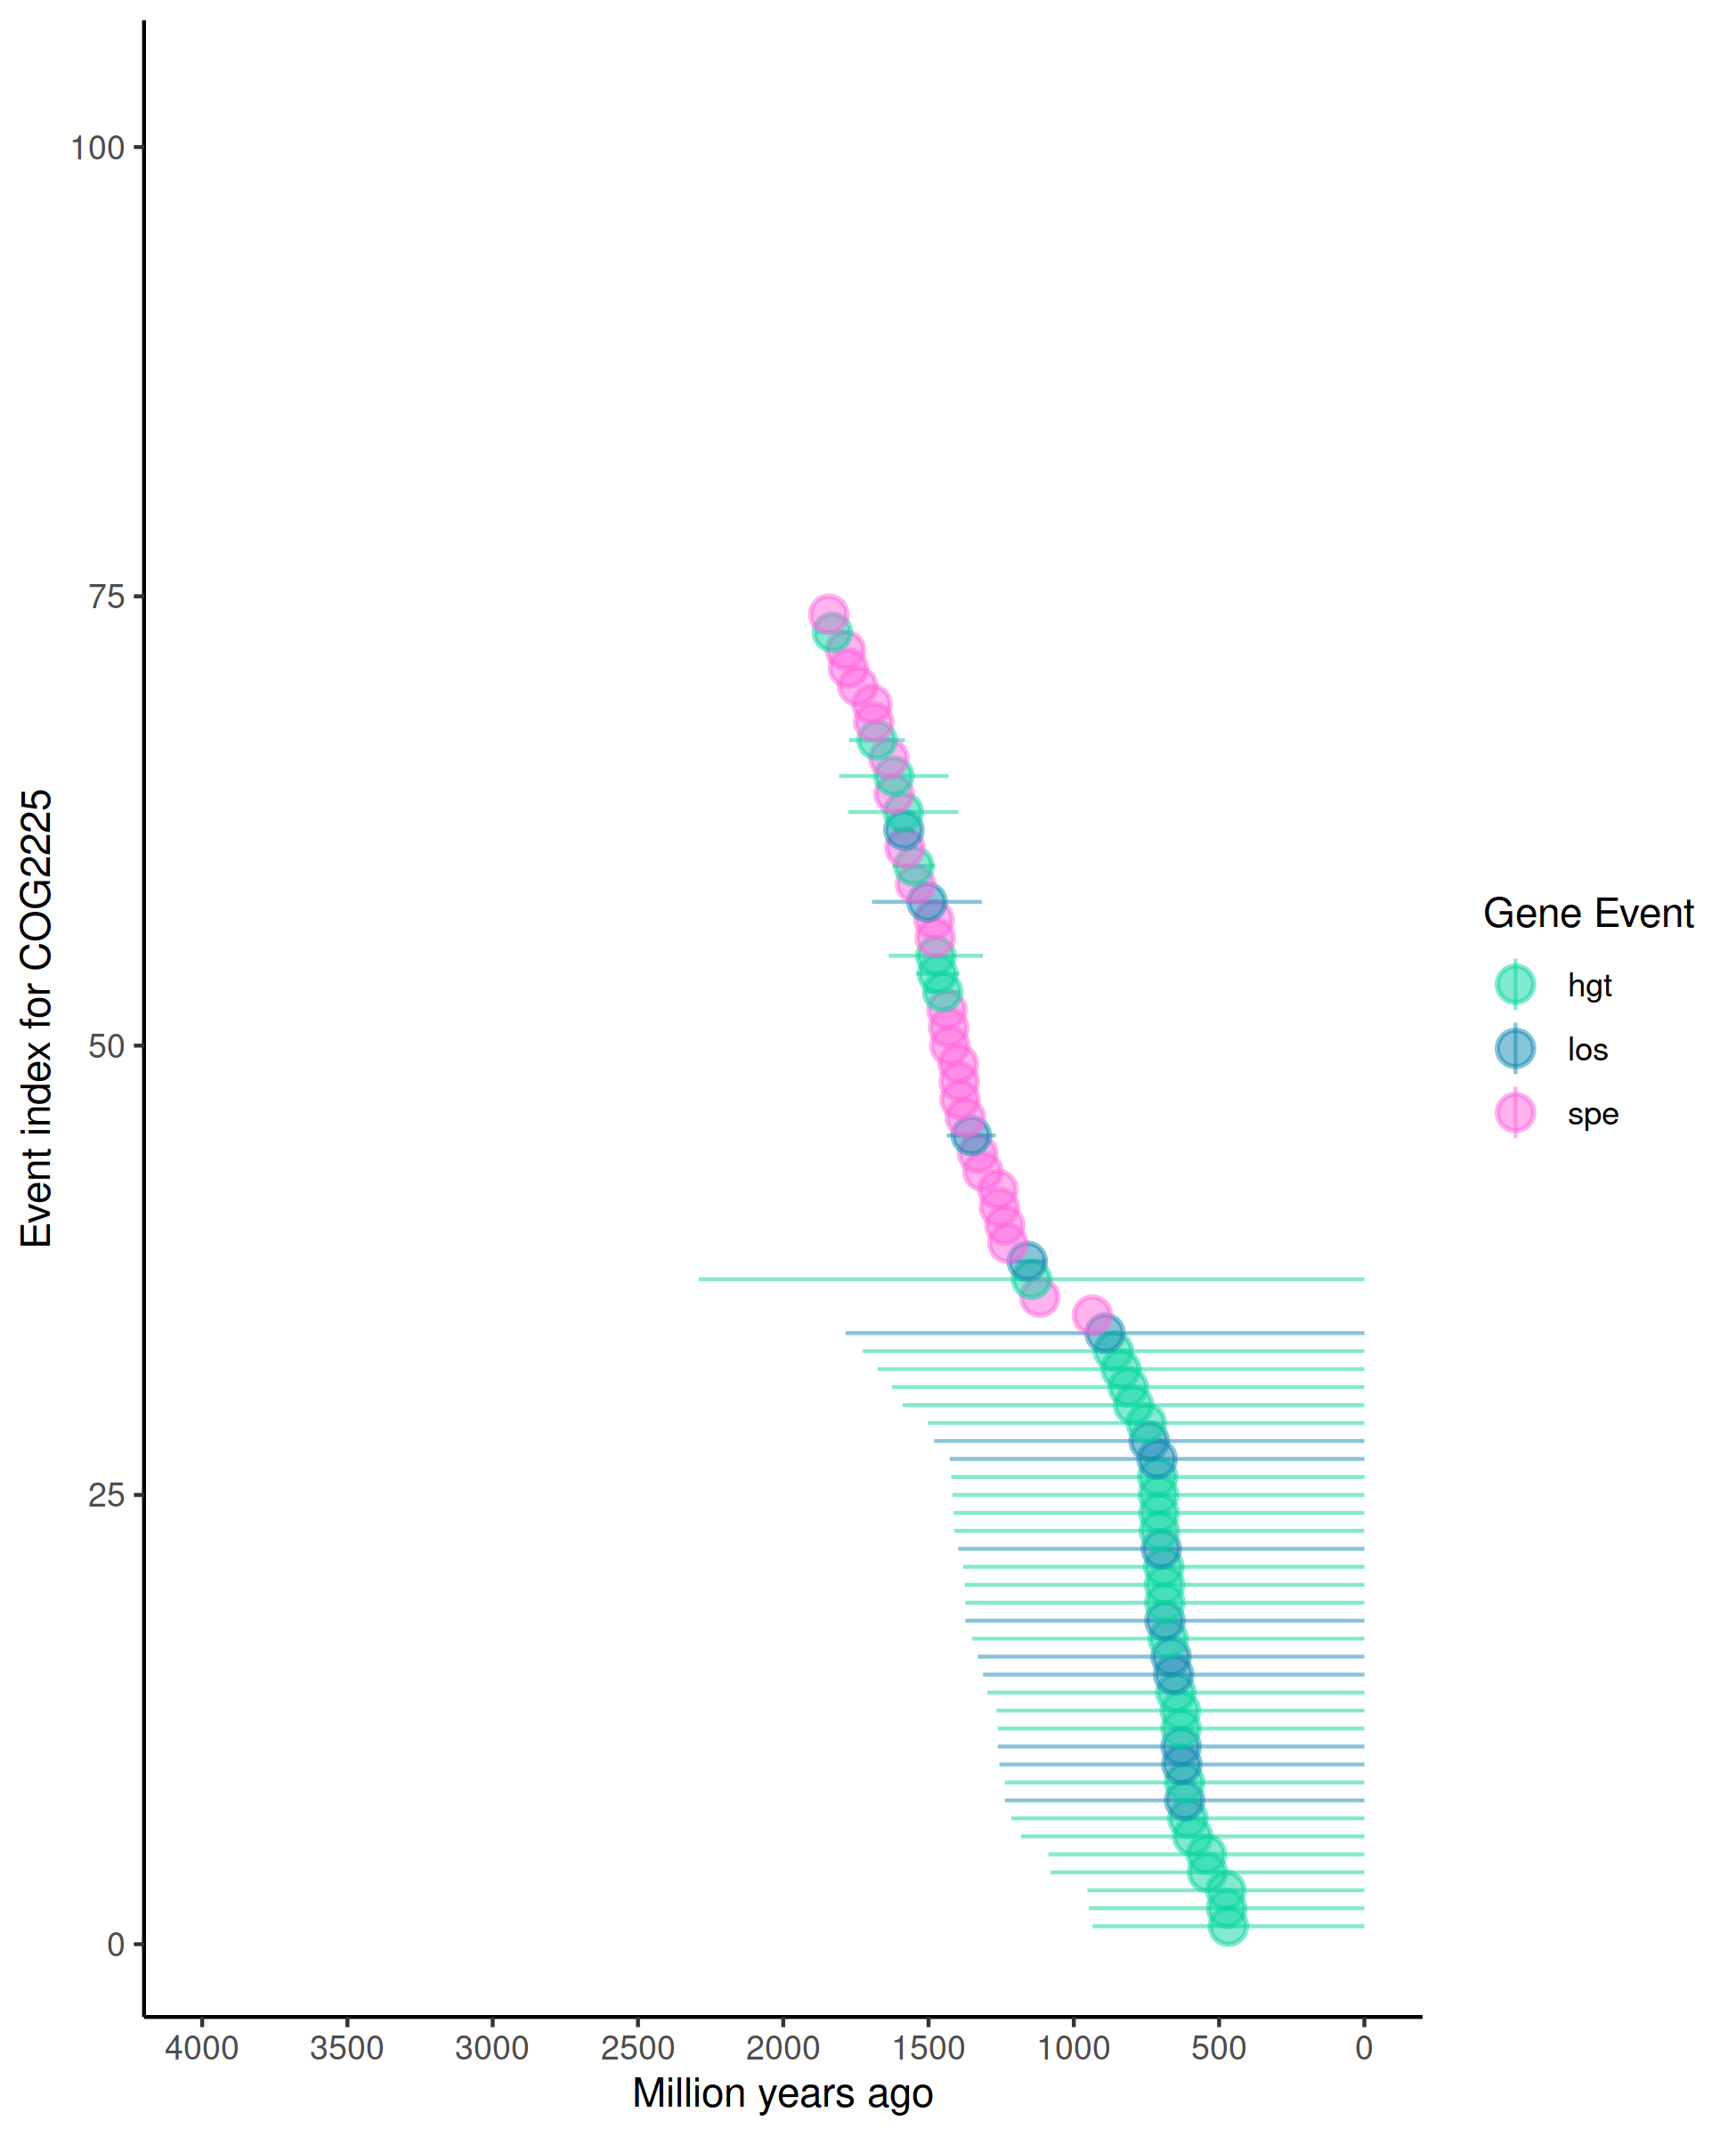 100
75
50
25
0
Event index for COG2225
4000 3500 3000 2500 2000 1500 1000 500 0
Million years ago
Gene Event
hgt
los
spe